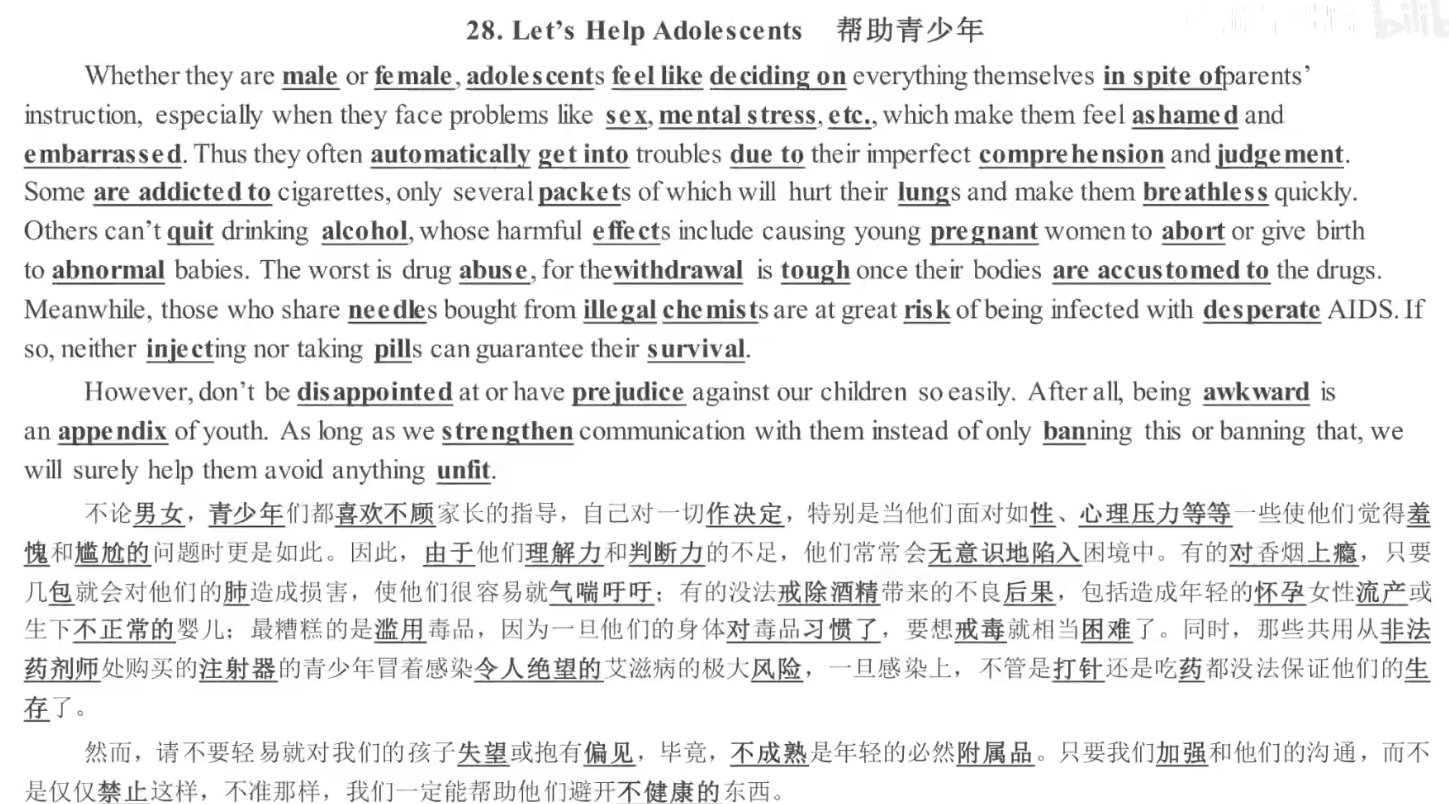 28. Let's Help Adolescents 帮助青少年
Whether they are male or female, adolescents feel like deciding on everything themselves in spite ofparents'
instruction, especially when they face problems like sex, mental stress, etc., which make them feel ashamed and
embarrassed. Thus they often automatically get into troubles due to their imperfect comprehension and judgement.
Some are addicted to cigarettes, only several packets of which will hurt their lungs and make them breathless quickly.
Others can't quit drinking alcohol, whose harmful effects include causing young pregnant women to abort or give birth
to abnormal babies. The worst is drug abuse, for thewithdrawal is tough once their bodies are accustomed to the drugs.
Meanwhile, those who share needles bought from illegal chemists are at great risk of being infected with desperate AIDS. If
so, neither injecting nor taking pills can guarantee their survival.
However, don't be disappointed at or have prejudice against our children so easily. After all, being awkward is
an appendix of youth. As long as we strengthen communication with them instead of only banning this or banning that, we
will surely help them avoid anything unfit.
不论男女，青少年们都喜欢不顾家长的指导，自己对一切作决定，特别是当他们面对如性、心理压力等等一些使他们觉得羞
愧和尴尬的问题时更是如此。因此，由于他们理解力和判断力的不足，他们常常会无意识地陷入困境中。有的对香烟上瘾，只要
几包就会对他们的肺造成损害，使他们很容易就气喘吁吁；有的没法戒除酒精带来的不良后果，包括造成年轻的怀孕女性流产或
生下不正常的婴儿；最糟糕的是滥用毒品，因为一旦他们的身体对毒品习惯了，要想戒毒就相当困难了。同时，那些共用从非法
药剂师处购买的注射器的青少年冒着感染令人绝望的艾滋病的极大风险，一旦感染上，不管是打针还是吃药都没法保证他们的生
存了。
然而，请不要轻易就对我们的孩子失望或抱有偏见，毕竟，不成熟是年轻的必然附属品。只要我们加强和他们的沟通，而不
是仅仅禁止这样，不准那样，我们一定能帮助他们避开不健康的东西。